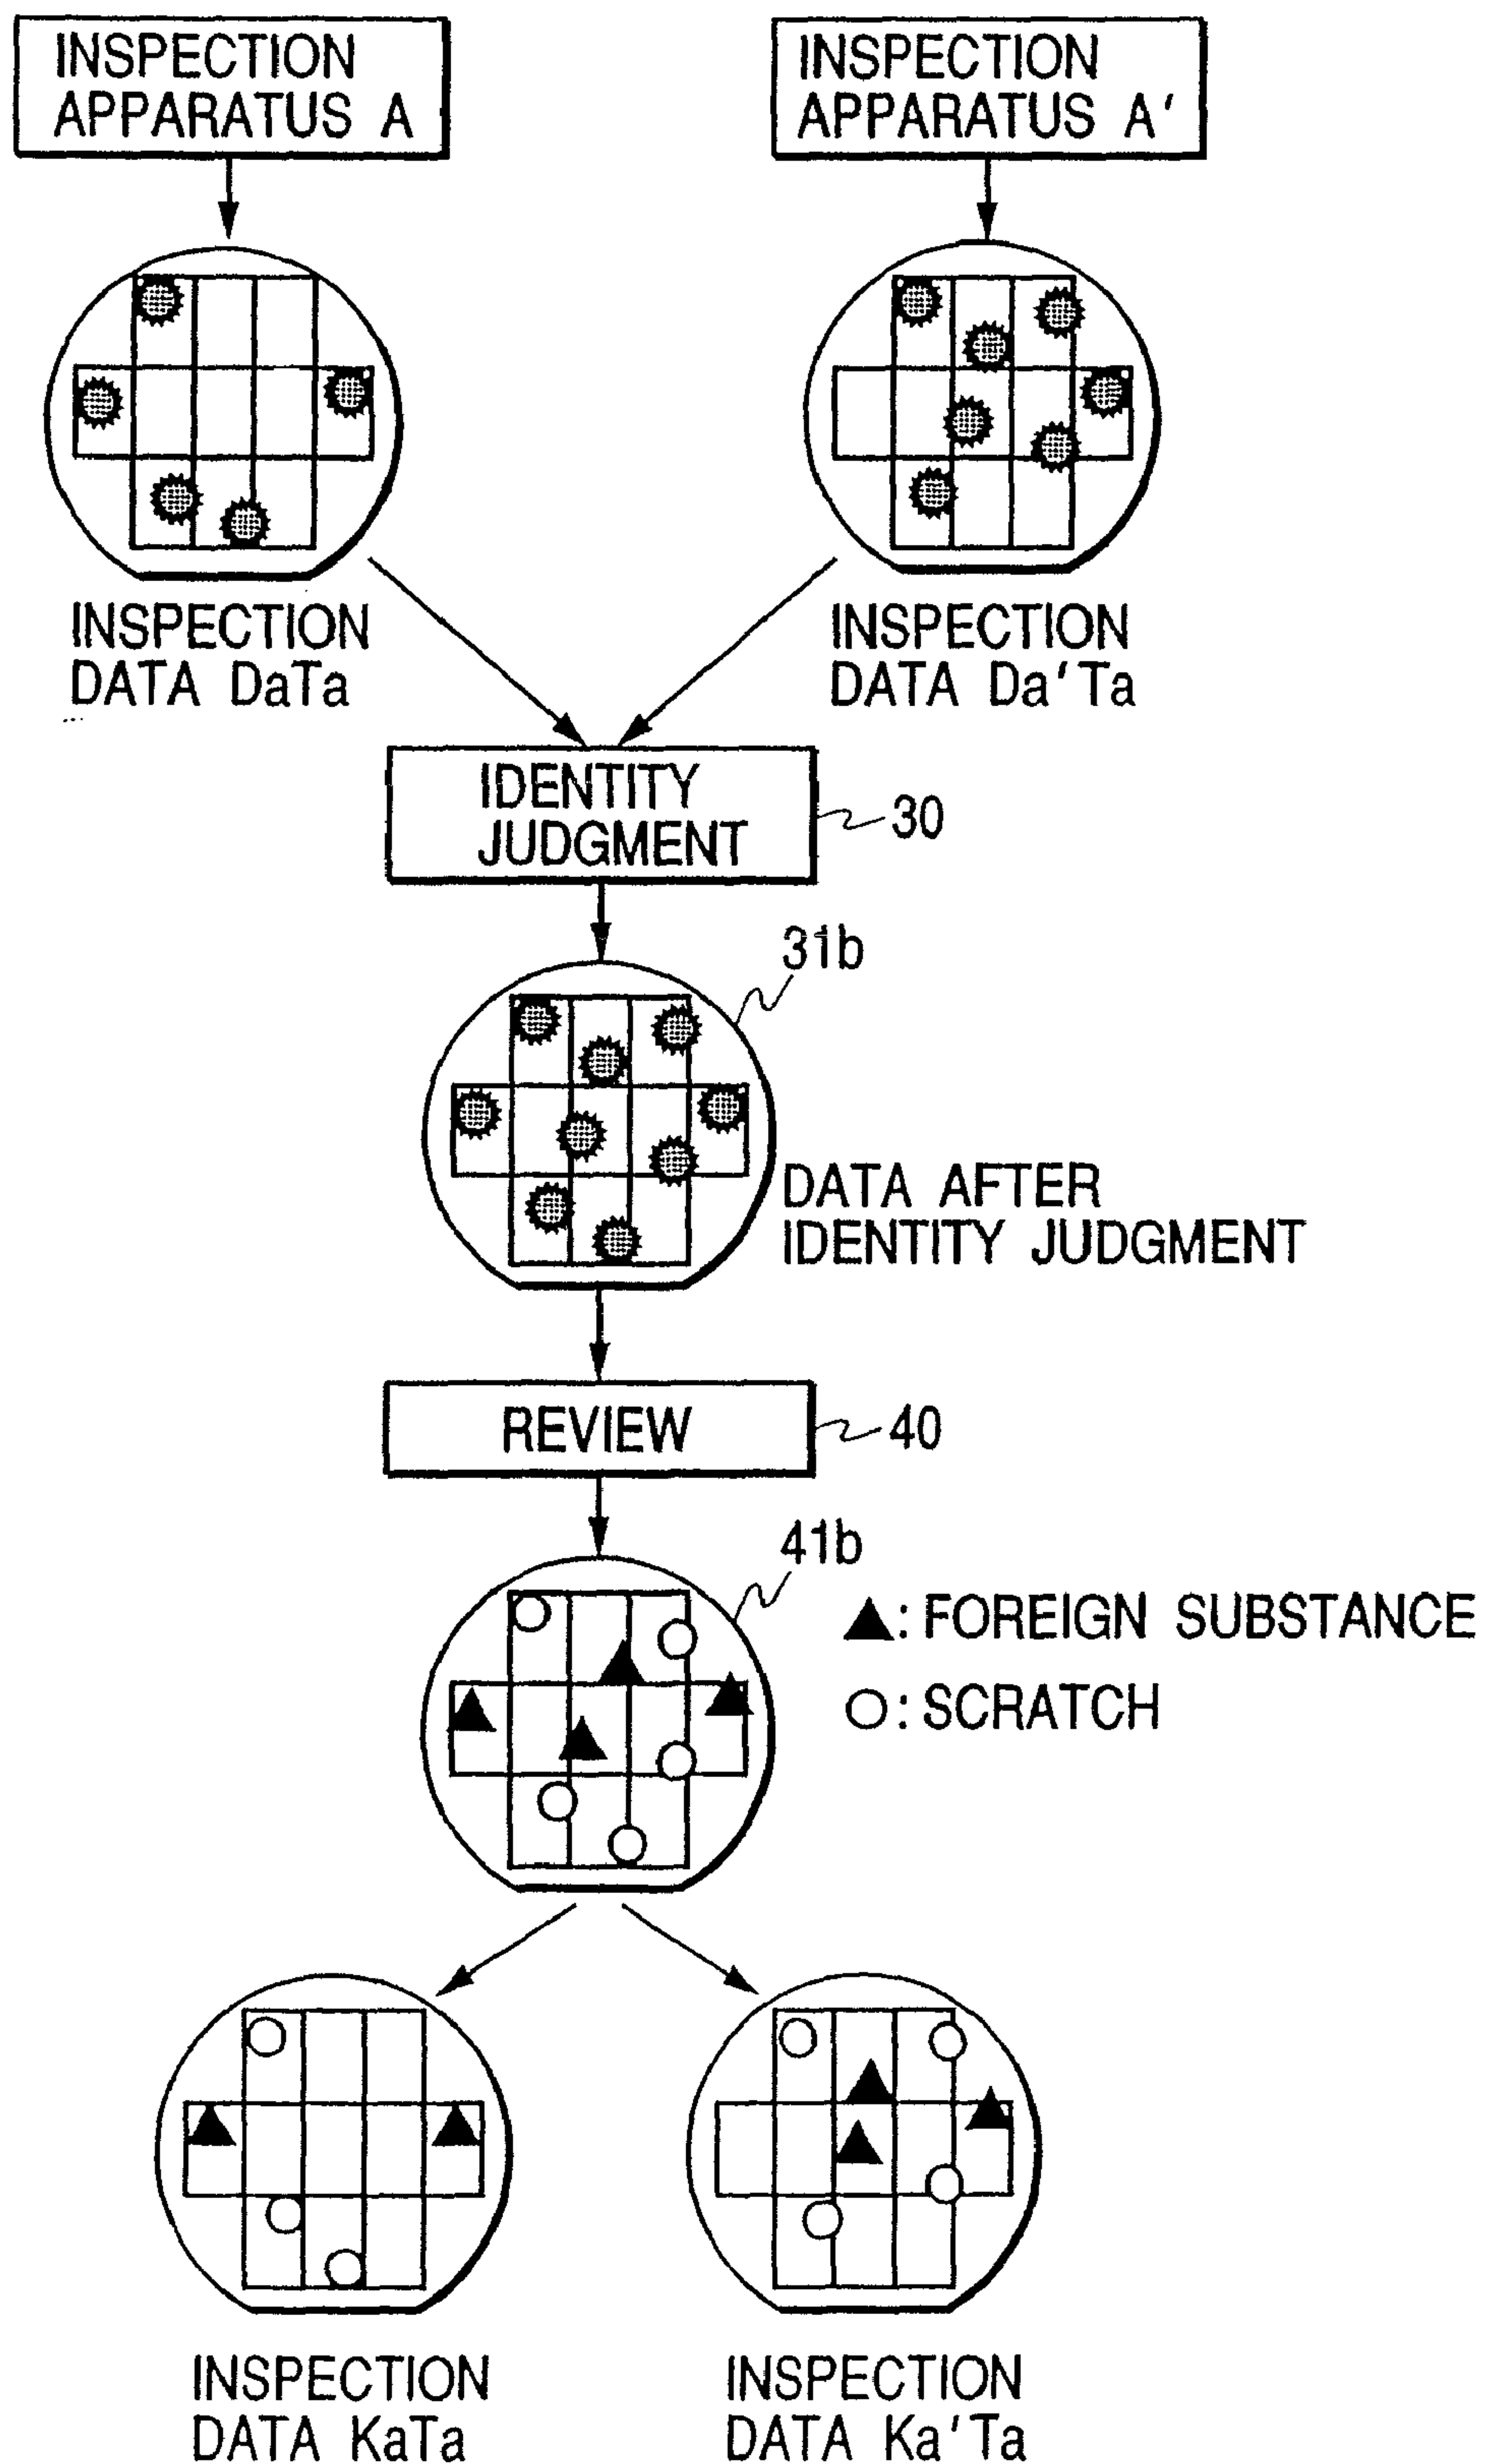 INSPECTION
APPARATUS A
INSPECTION
APPARATUS A'
INSPECTION
DATA DaTa
INSPECTION
DATA Da'Ta
IDENTITY
JUDGMENT
30
31b
DATA AFTER
IDENTITY JUDGMENT
REVIEW
40
41b
▲: FOREIGN SUBSTANCE
○: SCRATCH
INSPECTION
DATA KaTa
INSPECTION
DATA Ka'Ta